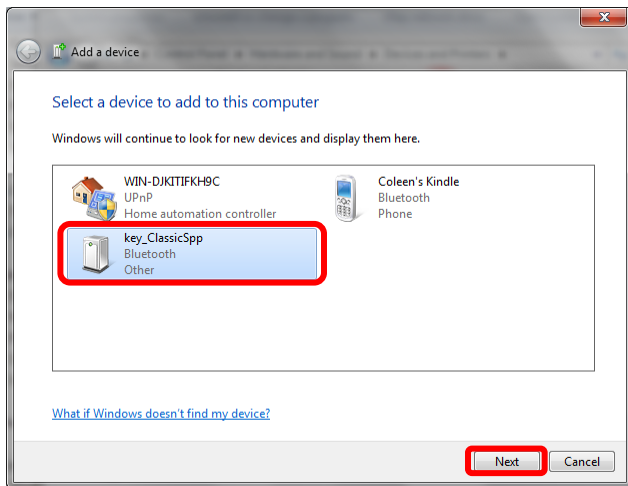 Add a device
Select a device to add to this computer
Windows will continue to look for new devices and display them here.
WIN-DJKITIFKH9C
UPnP
Home automation controller
Coleen's Kindle
Bluetooth
Phone
key_ClassicSpp
Bluetooth
Other
What if Windows doesn't find my device?
Next
Cancel